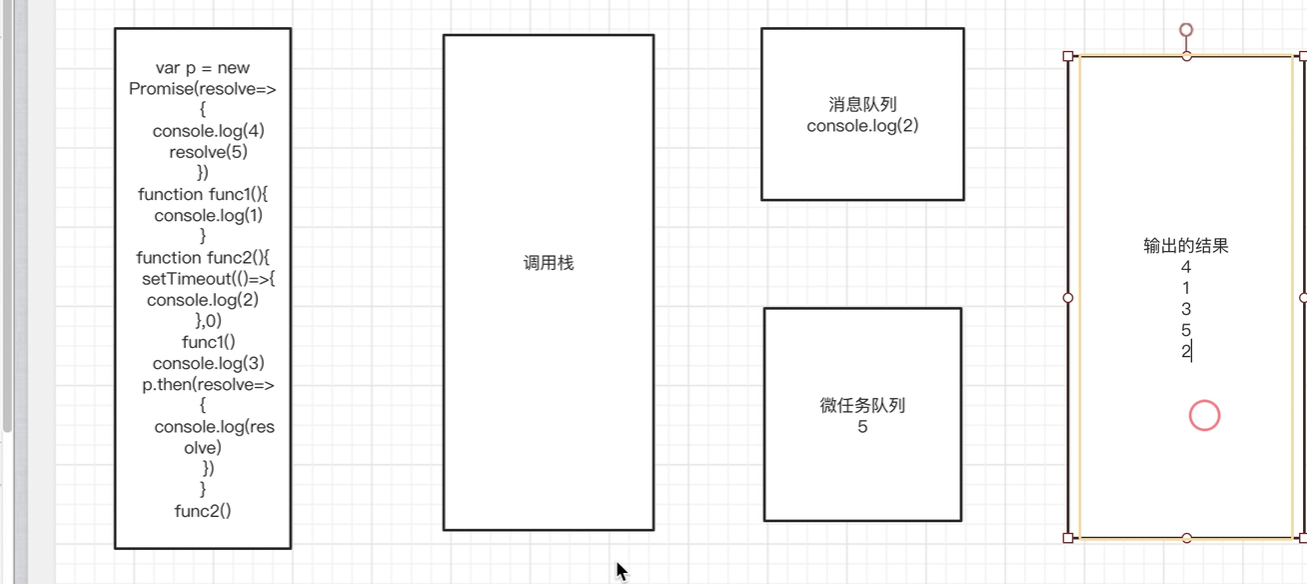 var p = new
Promise(resolve=>
{
console.log(4)
resolve(5)
})
function func1(){
console.log(1)
}
function func2(){
setTimeout(()=>{
console.log(2)
},0)
func1()
console.log(3)
p.then(resolve=>
{
console.log(res
olve)
})
}
func2()
调用栈
消息队列
console.log(2)
微任务队列
5
输出的结果
4
1
3
5
2